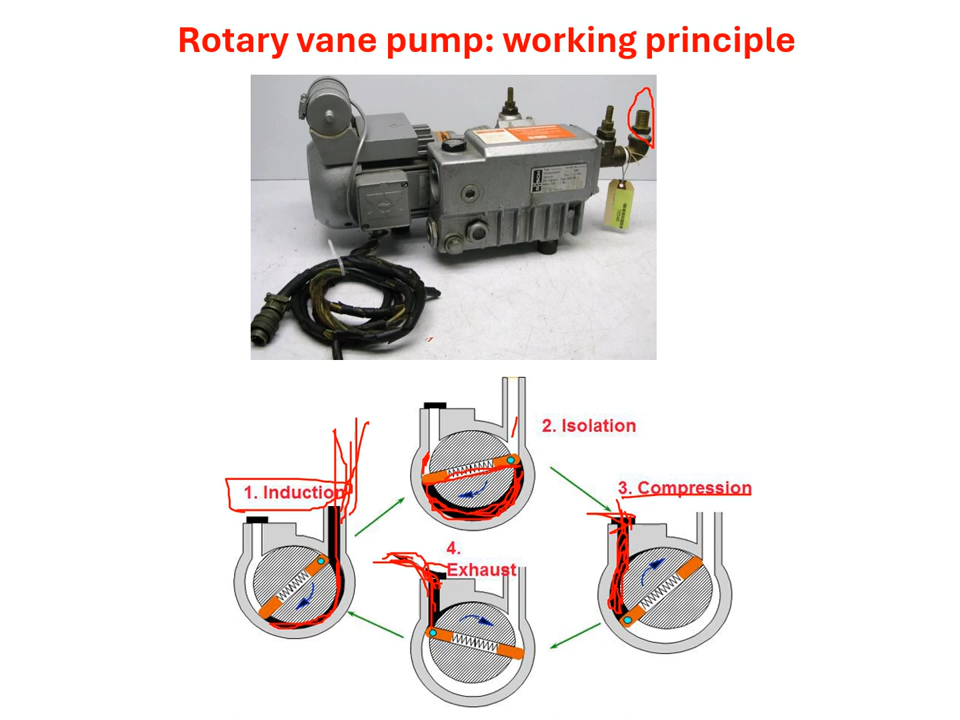 Rotary vane pump: working principle
2. Isolation
1. Induction
3. Compression
4.
Exhaust